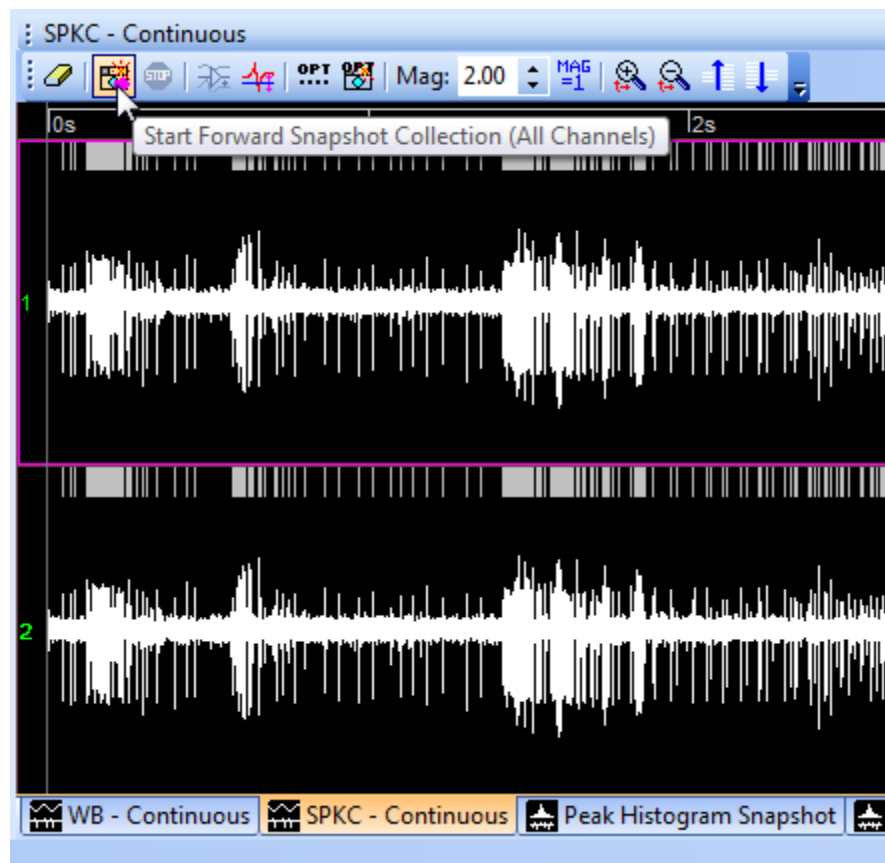 SPKC - Continuous
STOP OPT OPT Mag: 2.00 MAG =1
0s 2s
Start Forward Snapshot Collection (All Channels)
1
2
WB - Continuous SPKC - Continuous Peak Histogram Snapshot